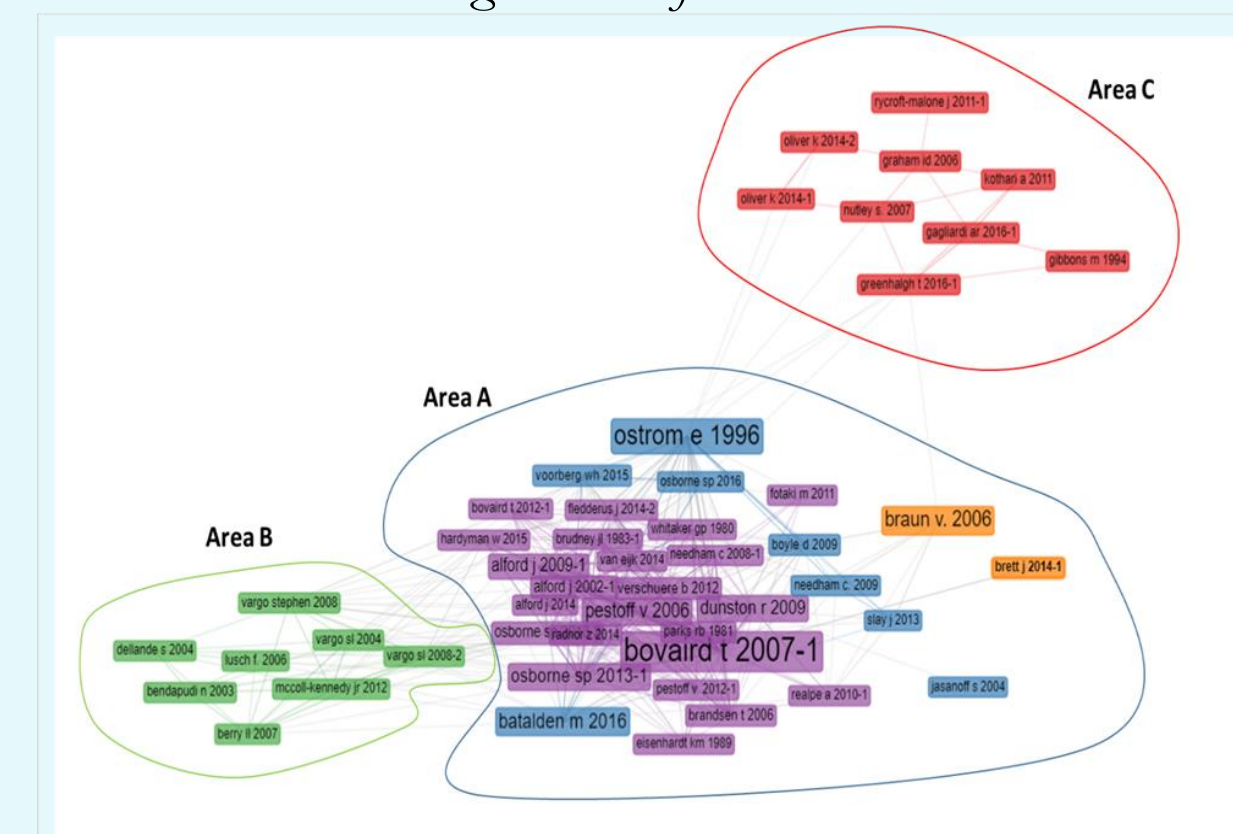 Area C
rycroft-malone j 2011-1
oliver k 2014-2
graham id 2006
kothari a 2011
oliver k 2014-1
nutley s. 2007
gagliardi ar 2016-1
gibbons m 1994
greenhalgh t 2016-1
Area A
ostrom e 1996
voorberg wh 2015
osborne sp 2016
fotaki m 2011
bovaird t 2012-1
fledderus j 2014-2
braun v. 2006
whitaker gp 1980
hardyman w 2015
brudney jl 1983-1
boyle d 2009
van eijk 2014
needham c 2008-1
alford j 2009-1
brett j 2014-1
alford j 2002-1
verschuere b 2012
needham c. 2009
alford j 2014
pestoff v 2006
dunston r 2009
slay j 2013
osborne s
radnor z 2014
parks rb 1981
bovaird t 2007-1
osborne sp 2013-1
pestoff v. 2012-1
realpe a 2010-1
jasanoff s 2004
batalden m 2016
brandsen t 2006
eisenhardt km 1989
Area B
vargo stephen 2008
vargo sl 2004
dellande s 2004
lusch f. 2006
vargo sl 2008-2
bendapudi n 2003
mccoll-kennedy jr 2012
berry ll 2007